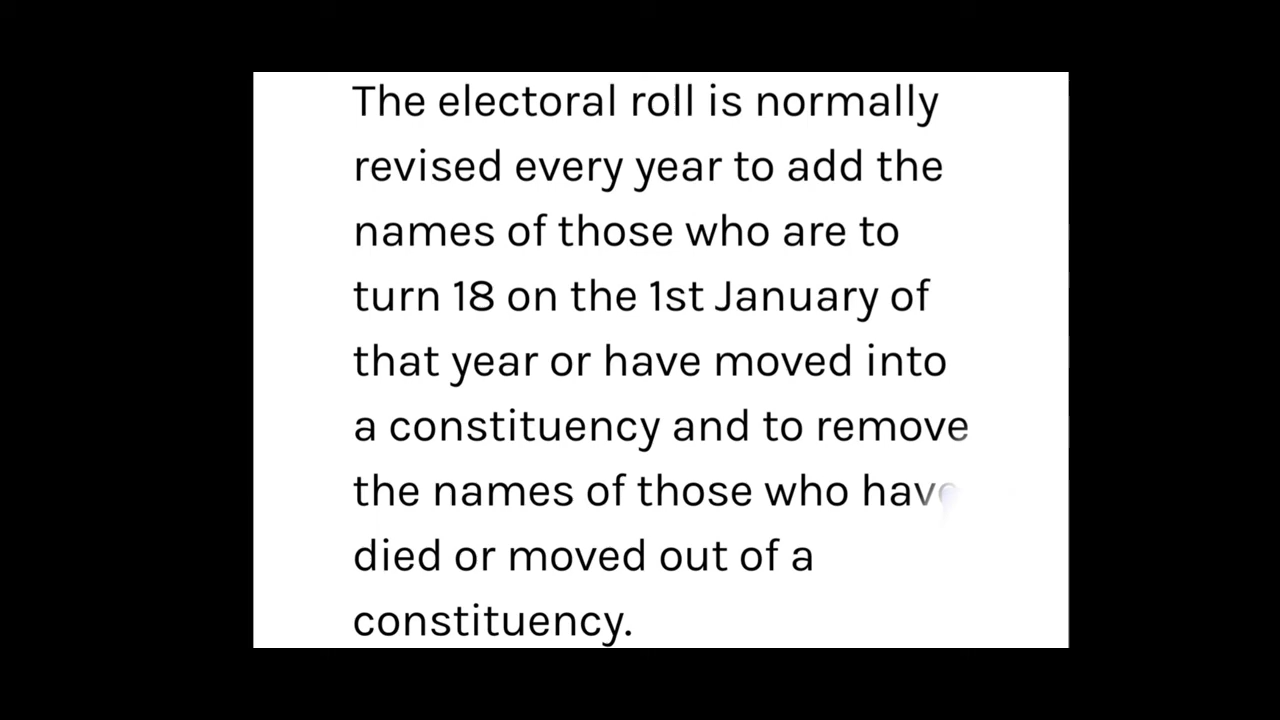 The electoral roll is normally
revised every year to add the
names of those who are to
turn 18 on the 1st January of
that year or have moved into
a constituency and to remove
the names of those who have
died or moved out of a
constituency.